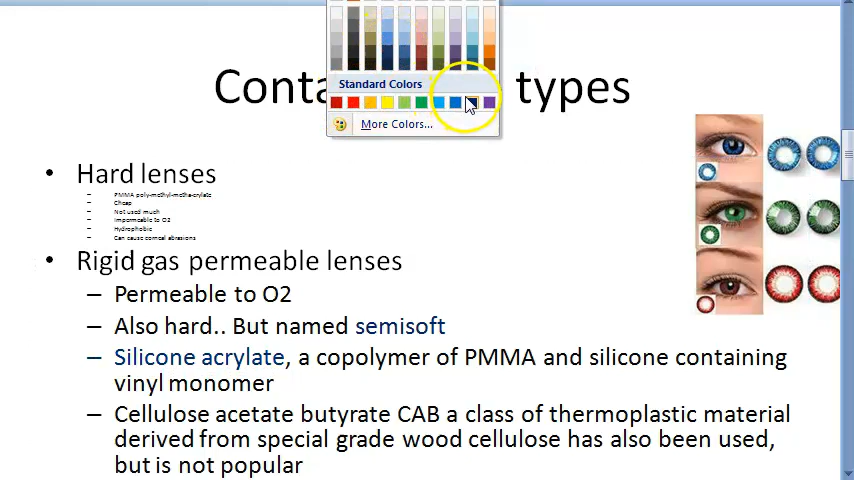 Standard Colors
More Colors...
types
• Hard lenses
– PMMA poly-methyl-metha-crylate
– Cheap
– Not used much
– Impermeable to O2
– Hydrophobic
– Can cause corneal abrasions
• Rigid gas permeable lenses
– Permeable to O2
– Also hard.. But named semisoft
– Silicone acrylate, a copolymer of PMMA and silicone containing
vinyl monomer
– Cellulose acetate butyrate CAB a class of thermoplastic material
derived from special grade wood cellulose has also been used,
but is not popular